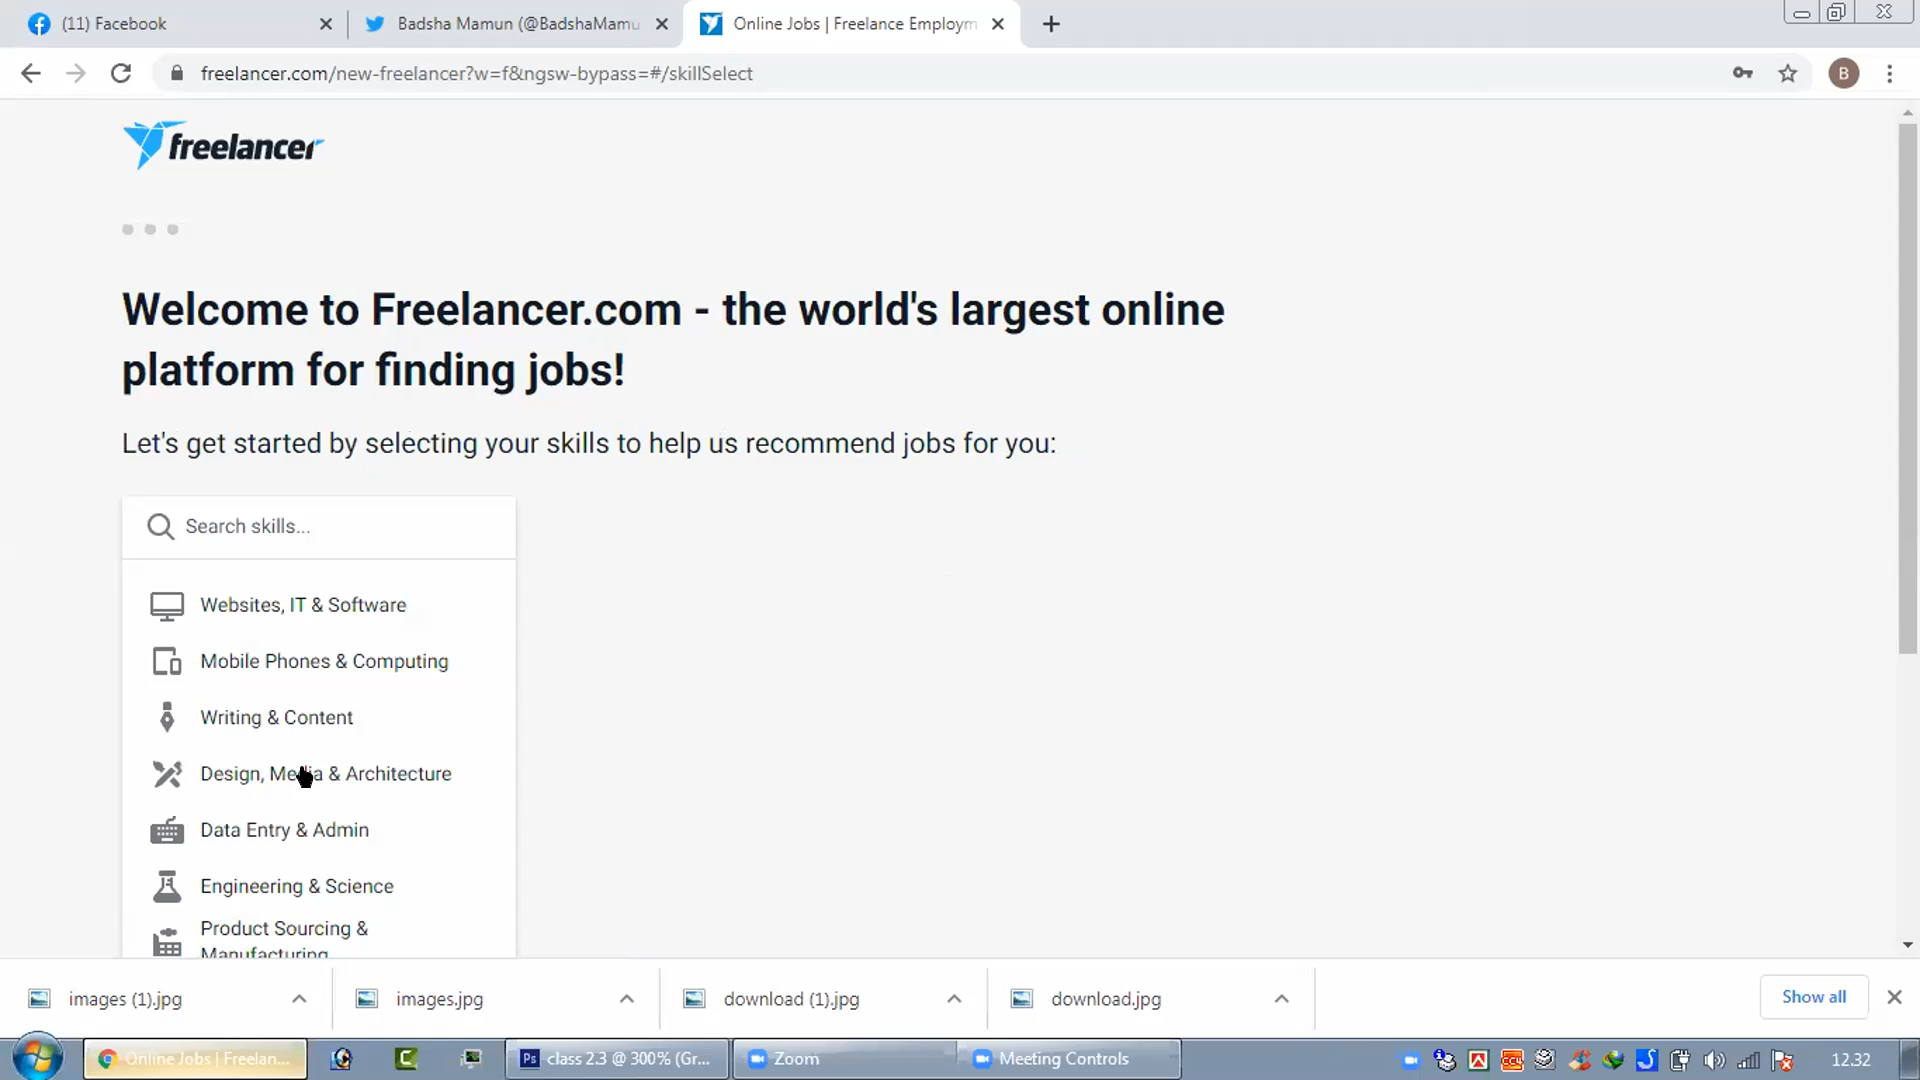 (11) Facebook
Badsha Mamun (@BadshaMamu
Online Jobs | Freelance Employm
freelancer.com/new-freelancer?w=f&ngsw-bypass=#/skillSelect
B
freelancer
Welcome to Freelancer.com - the world's largest online
platform for finding jobs!
Let's get started by selecting your skills to help us recommend jobs for you:
Search skills...
Websites, IT & Software
Mobile Phones & Computing
Writing & Content
Design, Media & Architecture
Data Entry & Admin
Engineering & Science
Product Sourcing &
Manufacturing
images (1).jpg
images.jpg
download (1).jpg
download.jpg
Show all
Online Jobs | Freelan...
Ps class 2.3 @ 300% (Gr...
Zoom
Meeting Controls
12.32